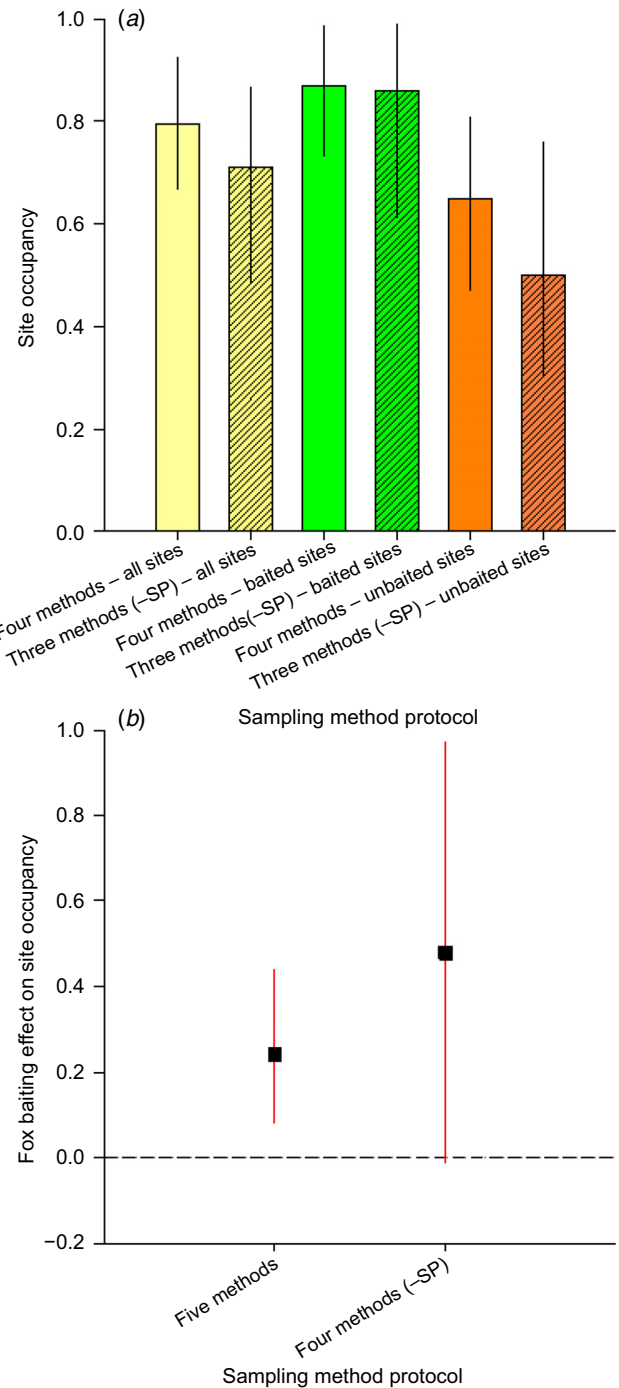 (a)
1.0
0.8
0.6
0.4
0.2
0.0
Site occupancy
Four methods – all sites
Three methods (–SP) – all sites
Four methods – baited sites
Three methods(–SP) – baited sites
Four methods – unbaited sites
Three methods (–SP) – unbaited sites
Sampling method protocol
(b)
1.0
0.8
0.6
0.4
0.2
0.0
−0.2
Fox baiting effect on site occupancy
Five methods
Four methods (–SP)
Sampling method protocol